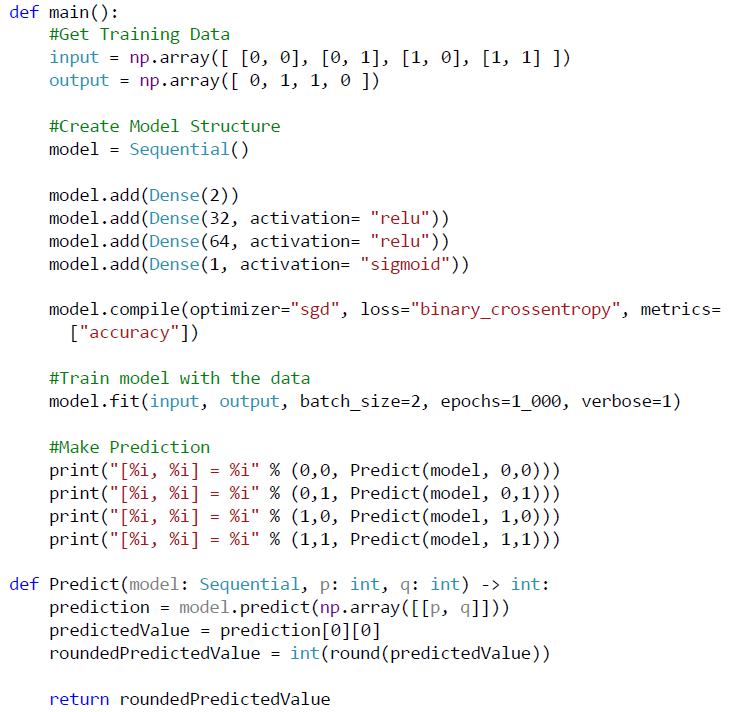 def main():
    #Get Training Data
    input = np.array([ [0, 0], [0, 1], [1, 0], [1, 1] ])
    output = np.array([ 0, 1, 1, 0 ])

    #Create Model Structure
    model = Sequential()

    model.add(Dense(2))
    model.add(Dense(32, activation= "relu"))
    model.add(Dense(64, activation= "relu"))
    model.add(Dense(1, activation= "sigmoid"))

    model.compile(optimizer="sgd", loss="binary_crossentropy", metrics=
      ["accuracy"])

    #Train model with the data
    model.fit(input, output, batch_size=2, epochs=1_000, verbose=1)

    #Make Prediction
    print("[%i, %i] = %i" % (0,0, Predict(model, 0,0)))
    print("[%i, %i] = %i" % (0,1, Predict(model, 0,1)))
    print("[%i, %i] = %i" % (1,0, Predict(model, 1,0)))
    print("[%i, %i] = %i" % (1,1, Predict(model, 1,1)))

def Predict(model: Sequential, p: int, q: int) -> int:
    prediction = model.predict(np.array([[p, q]]))
    predictedValue = prediction[0][0]
    roundedPredictedValue = int(round(predictedValue))

    return roundedPredictedValue